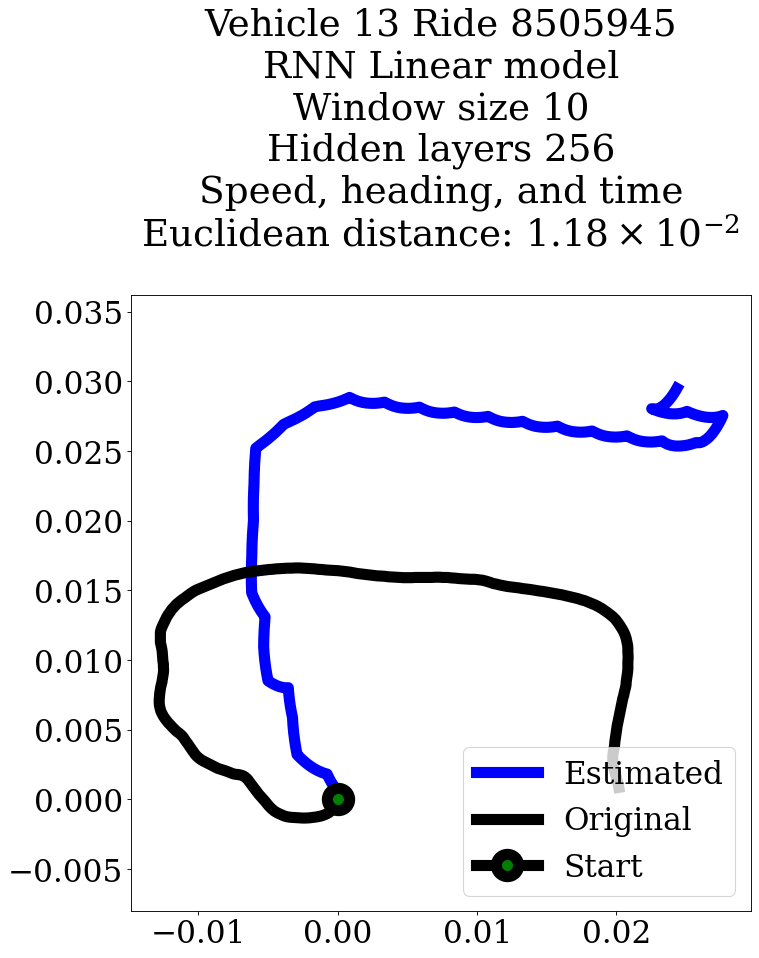 Vehicle 13 Ride 8505945
RNN Linear model
Window size 10
Hidden layers 256
Speed, heading, and time
Euclidean distance: 1.18 × 10⁻²
0.035
0.030
0.025
0.020
0.015
0.010
0.005
0.000
−0.005
Estimated
Original
Start
−0.01 0.00 0.01 0.02